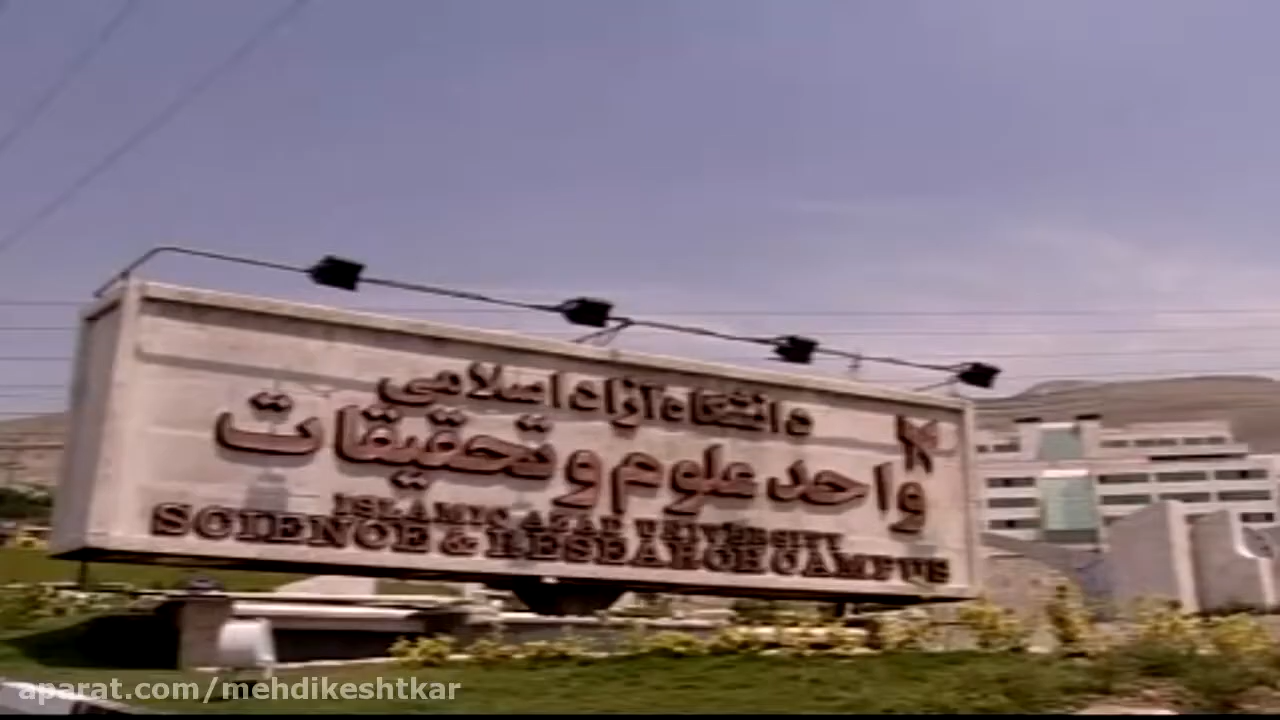 دانشگاه آزاد اسلامی
واحد علوم و تحقیقات
ISLAMIC AZAD UNIVERSITY
SCIENCE & RESEARCH CAMPUS
aparat.com/mehdikeshtkar